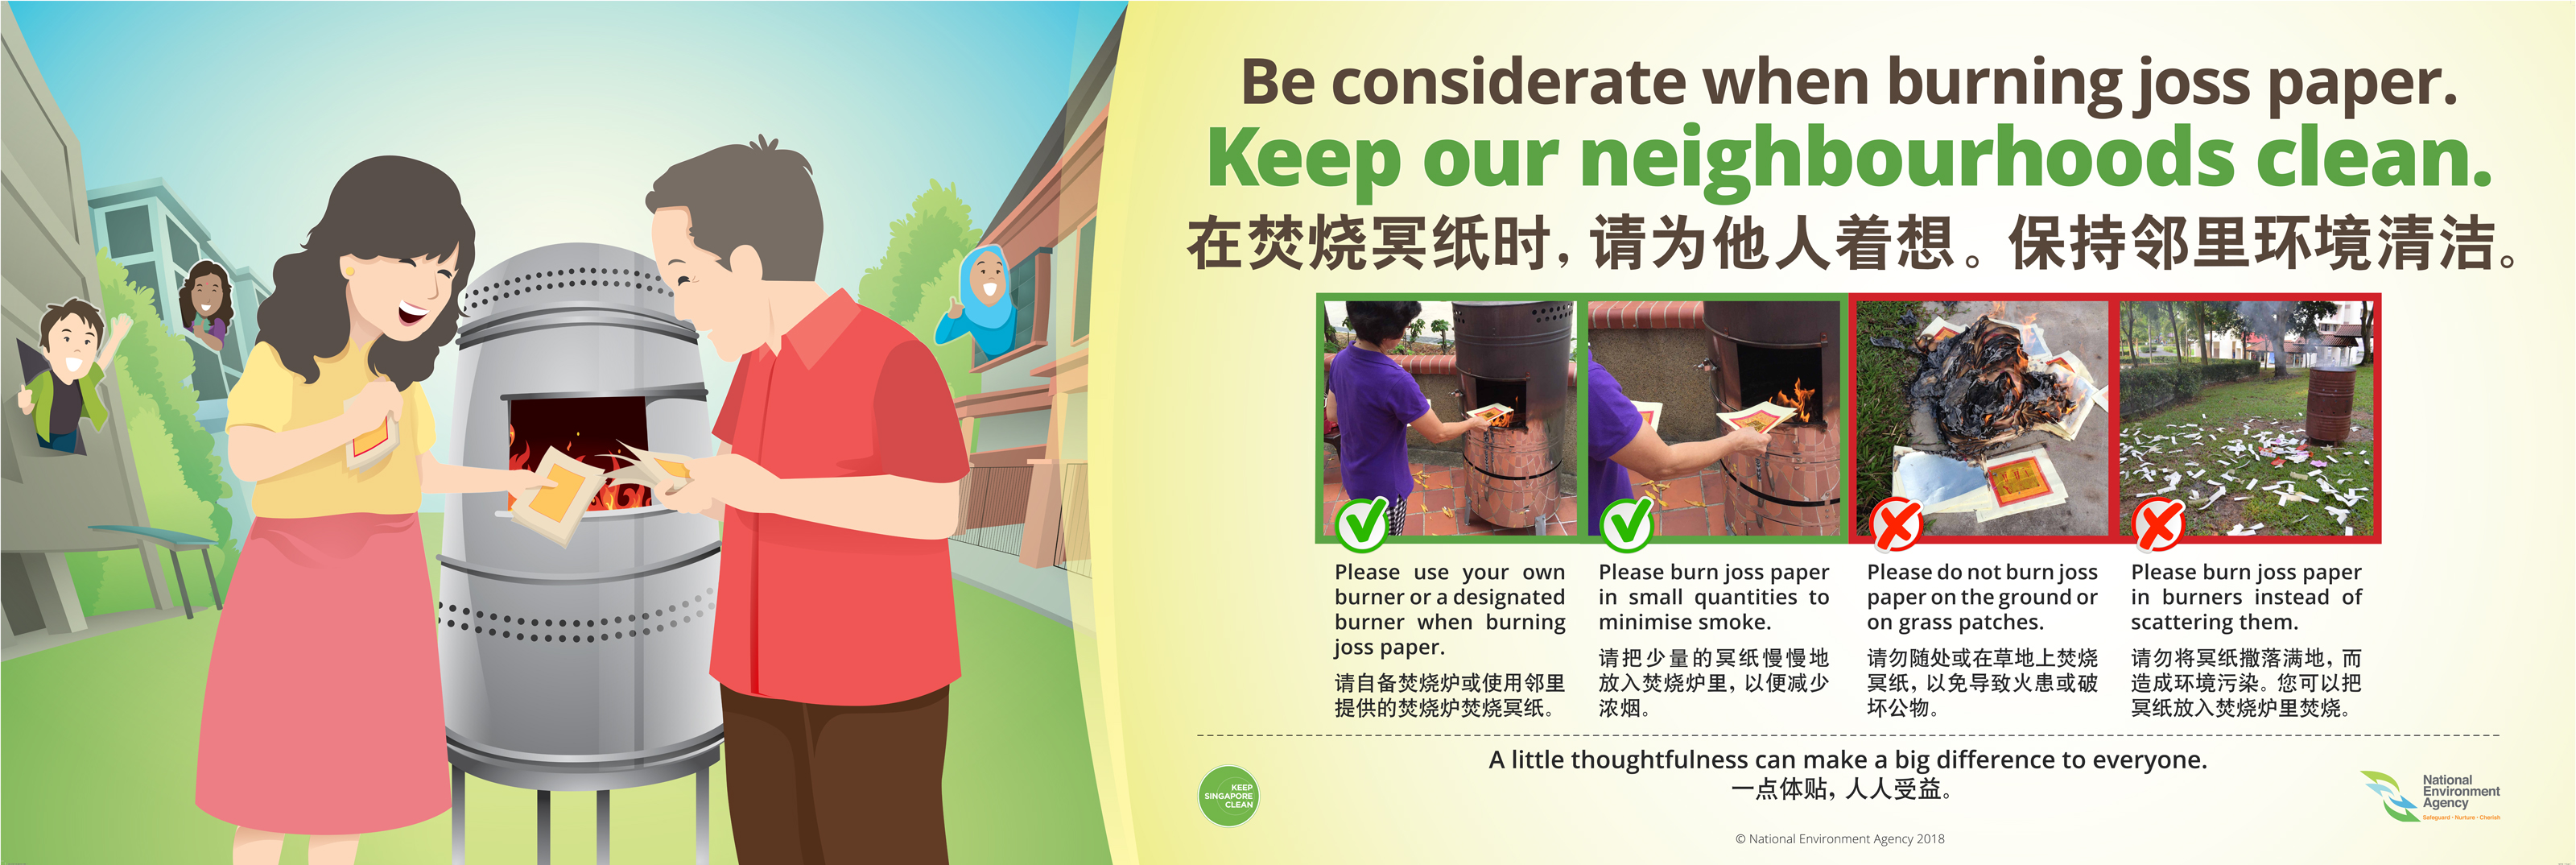 Be considerate when burning joss paper.
Keep our neighbourhoods clean.
在焚烧冥纸时，请为他人着想。保持邻里环境清洁。
Please use your own
burner or a designated
burner when burning
joss paper.
请自备焚烧炉或使用邻里
提供的焚烧炉焚烧冥纸。
Please burn joss paper
in small quantities to
minimise smoke.
请把少量的冥纸慢慢地
放入焚烧炉里，以便减少
浓烟。
Please do not burn joss
paper on the ground or
on grass patches.
请勿随处或在草地上焚烧
冥纸，以免导致火患或破
坏公物。
Please burn joss paper
in burners instead of
scattering them.
请勿将冥纸撒落满地，而
造成环境污染。您可以把
冥纸放入焚烧炉里焚烧。
A little thoughtfulness can make a big difference to everyone.
一点体贴，人人受益。
KEEP
SINGAPORE
CLEAN
National
Environment
Agency
Safeguard · Nurture · Cherish
© National Environment Agency 2018